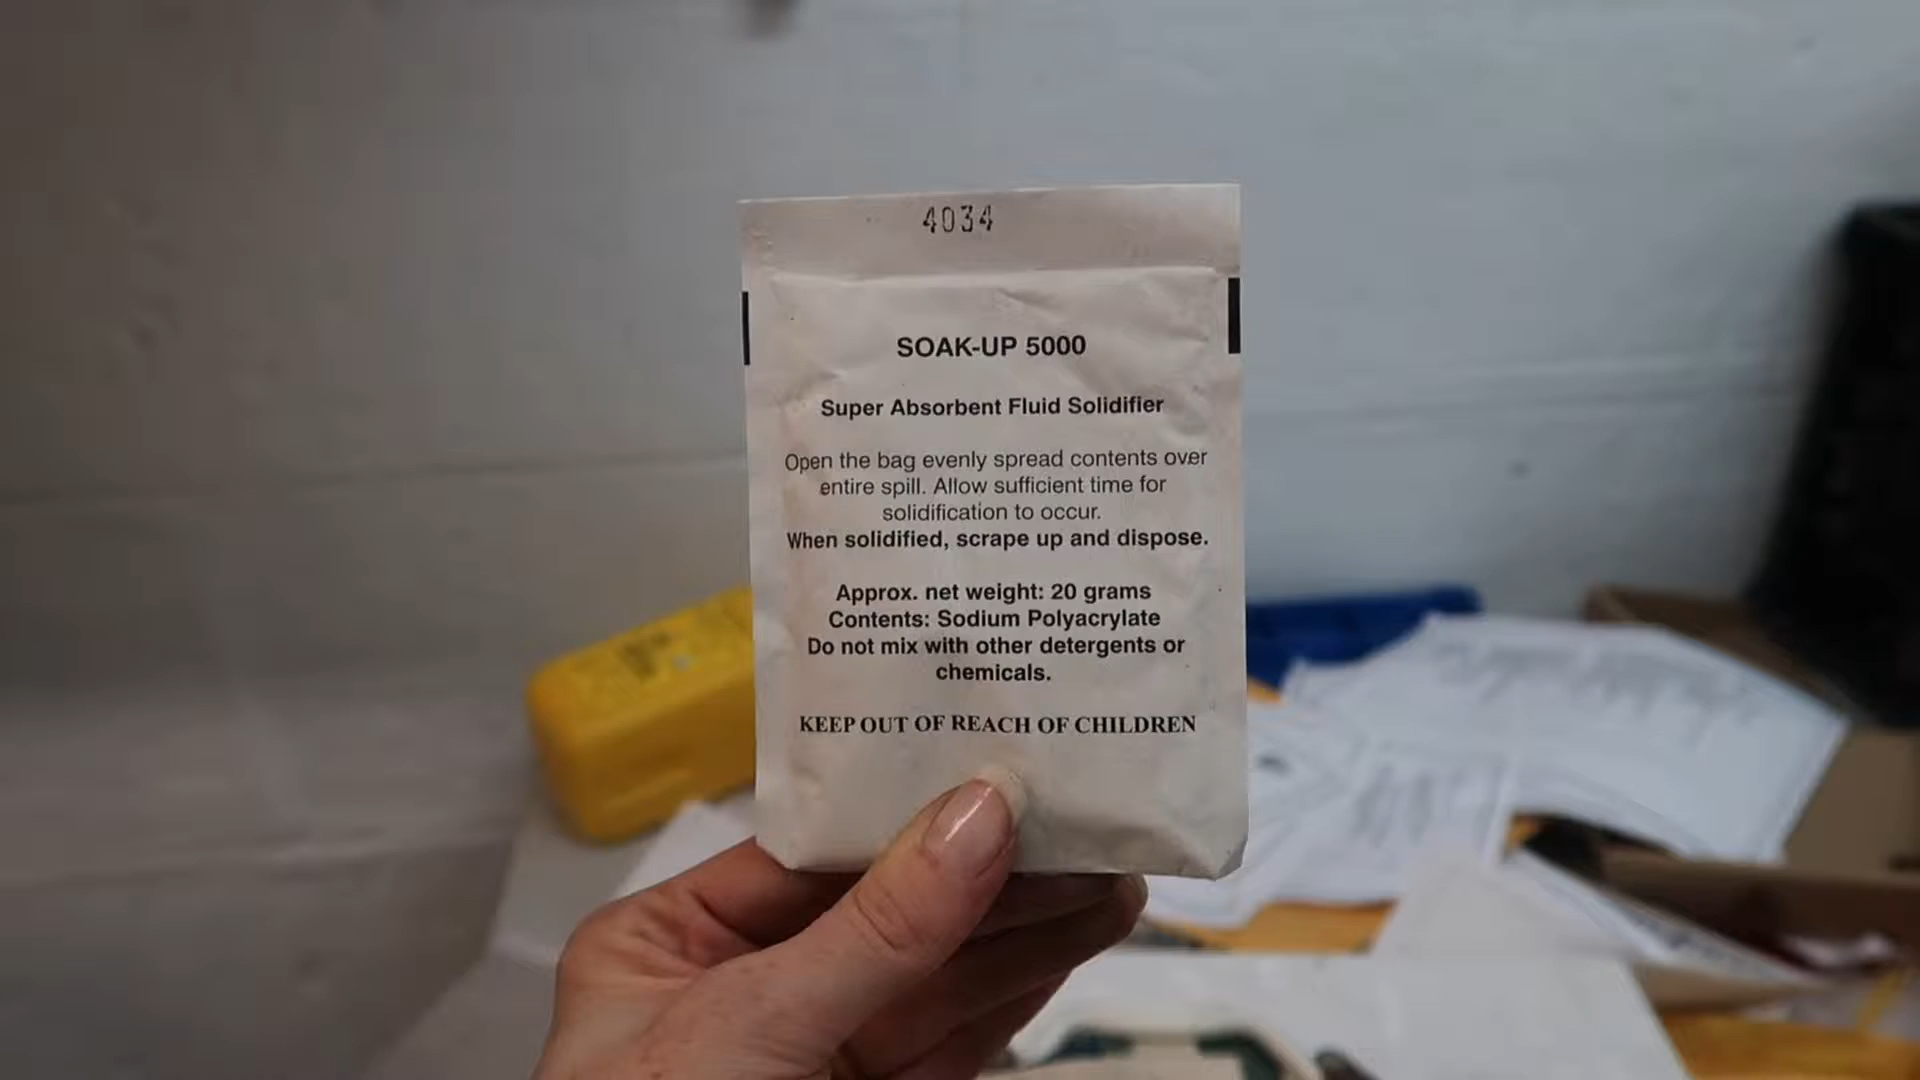 4034
SOAK-UP 5000
Super Absorbent Fluid Solidifier
Open the bag evenly spread contents over
entire spill. Allow sufficient time for
solidification to occur.
When solidified, scrape up and dispose.
Approx. net weight: 20 grams
Contents: Sodium Polyacrylate
Do not mix with other detergents or
chemicals.
KEEP OUT OF REACH OF CHILDREN